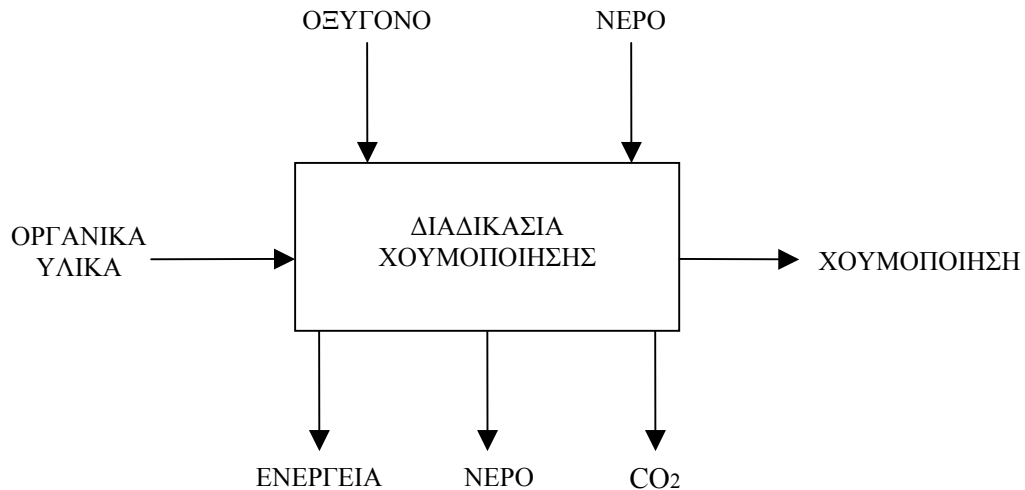 ΟΞΥΓΟΝΟ
ΝΕΡΟ
ΟΡΓΑΝΙΚΑ
ΥΛΙΚΑ
ΔΙΑΔΙΚΑΣΙΑ
ΧΟΥΜΟΠΟΙΗΣΗΣ
ΧΟΥΜΟΠΟΙΗΣΗ
ΕΝΕΡΓΕΙΑ
ΝΕΡΟ
CO2